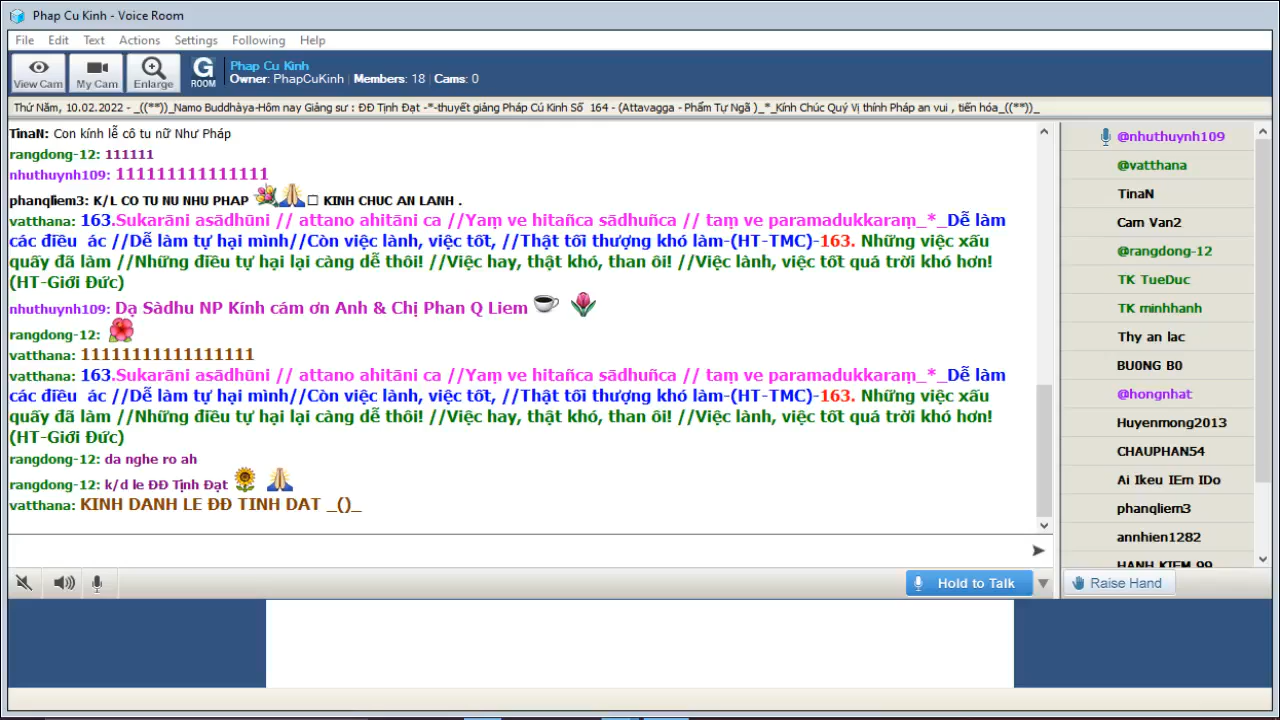 Phap Cu Kinh - Voice Room
File Edit Text Actions Settings Following Help
View Cam My Cam Enlarge G ROOM
Phap Cu Kinh
Owner: PhapCuKinh | Members: 18 | Cams: 0
Thứ Năm, 10.02.2022 - _((**))_Namo Buddhàya-Hôm nay Giảng sư : ĐĐ Tịnh Đạt -*-thuyết giảng Pháp Cú Kinh Số 164 - (Attavagga - Phẩm Tự Ngã )_*_Kính Chúc Quý Vị thính Pháp an vui , tiến hóa_((**))_
TinaN: Con kính lễ cô tu nữ Như Pháp
rangdong-12: 111111
nhuthuynh109: 111111111111111
phanqliem3: K/L CO TU NU NHU PHAP KINH CHUC AN LANH .
vatthana: 163.Sukarāni asādhūni // attano ahitāni ca //Yaṃ ve hitañca sādhuñca // taṃ ve paramadukkaraṃ_*_Dễ làm
các điều ác //Dễ làm tự hại mình//Còn việc lành, việc tốt, //Thật tối thượng khó làm-(HT-TMC)-163. Những việc xấu
quấy đã làm //Những điều tự hại lại càng dễ thôi! //Việc hay, thật khó, than ôi! //Việc lành, việc tốt quá trời khó hơn!
(HT-Giới Đức)
nhuthuynh109: Dạ Sàdhu NP Kính cám ơn Anh & Chị Phan Q Liem
rangdong-12:
vatthana: 11111111111111111
vatthana: 163.Sukarāni asādhūni // attano ahitāni ca //Yaṃ ve hitañca sādhuñca // taṃ ve paramadukkaraṃ_*_Dễ làm
các điều ác //Dễ làm tự hại mình//Còn việc lành, việc tốt, //Thật tối thượng khó làm-(HT-TMC)-163. Những việc xấu
quấy đã làm //Những điều tự hại lại càng dễ thôi! //Việc hay, thật khó, than ôi! //Việc lành, việc tốt quá trời khó hơn!
(HT-Giới Đức)
rangdong-12: da nghe ro ah
rangdong-12: k/d le ĐĐ Tịnh Đạt
vatthana: KINH DANH LE ĐĐ TINH DAT _()_
@nhuthuynh109
@vatthana
TinaN
Cam Van2
@rangdong-12
TK TueDuc
TK minhhanh
Thy an lac
BU0NG B0
@hongnhat
Huyenmong2013
CHAUPHAN54
Ai Ikeu IEm IDo
phanqliem3
annhien1282
HANH KIEM 99
Hold to Talk
Raise Hand